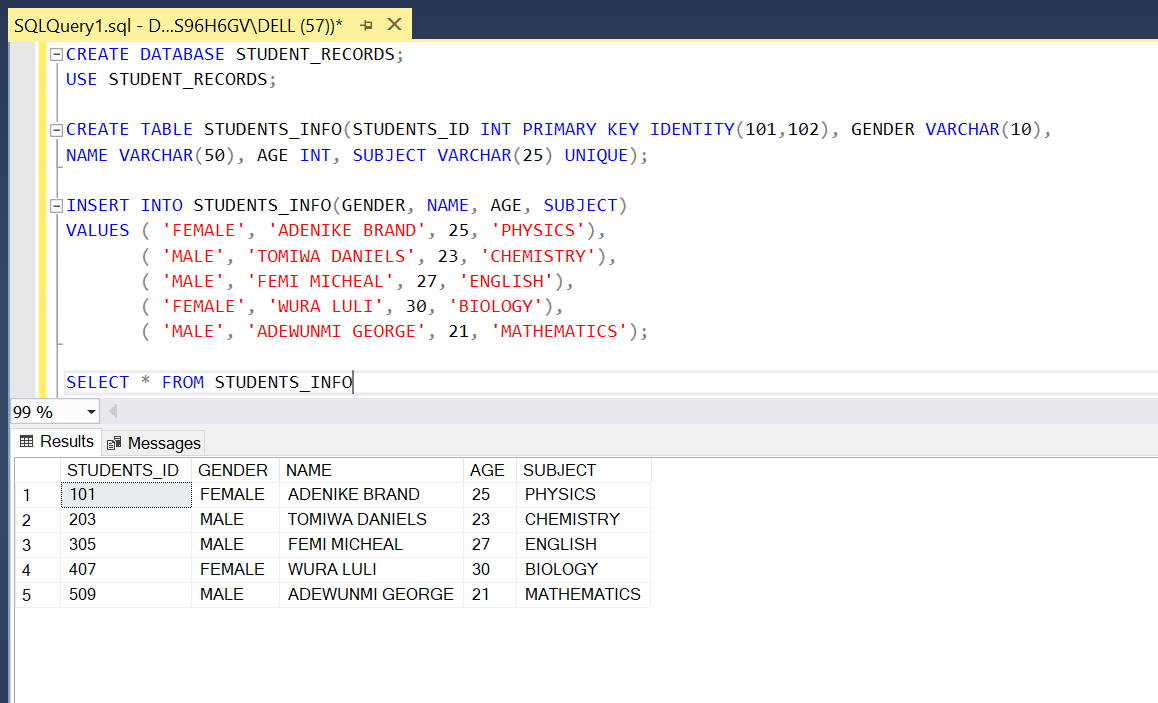 SQLQuery1.sql - D...S96H6GV\DELL (57))*
CREATE DATABASE STUDENT_RECORDS;
USE STUDENT_RECORDS;
CREATE TABLE STUDENTS_INFO(STUDENTS_ID INT PRIMARY KEY IDENTITY(101,102), GENDER VARCHAR(10),
NAME VARCHAR(50), AGE INT, SUBJECT VARCHAR(25) UNIQUE);
INSERT INTO STUDENTS_INFO(GENDER, NAME, AGE, SUBJECT)
VALUES ( 'FEMALE', 'ADENIKE BRAND', 25, 'PHYSICS'),
( 'MALE', 'TOMIWA DANIELS', 23, 'CHEMISTRY'),
( 'MALE', 'FEMI MICHEAL', 27, 'ENGLISH'),
( 'FEMALE', 'WURA LULI', 30, 'BIOLOGY'),
( 'MALE', 'ADEWUNMI GEORGE', 21, 'MATHEMATICS');
SELECT * FROM STUDENTS_INFO
99 %
Results Messages
STUDENTS_ID GENDER NAME AGE SUBJECT
1 101 FEMALE ADENIKE BRAND 25 PHYSICS
2 203 MALE TOMIWA DANIELS 23 CHEMISTRY
3 305 MALE FEMI MICHEAL 27 ENGLISH
4 407 FEMALE WURA LULI 30 BIOLOGY
5 509 MALE ADEWUNMI GEORGE 21 MATHEMATICS